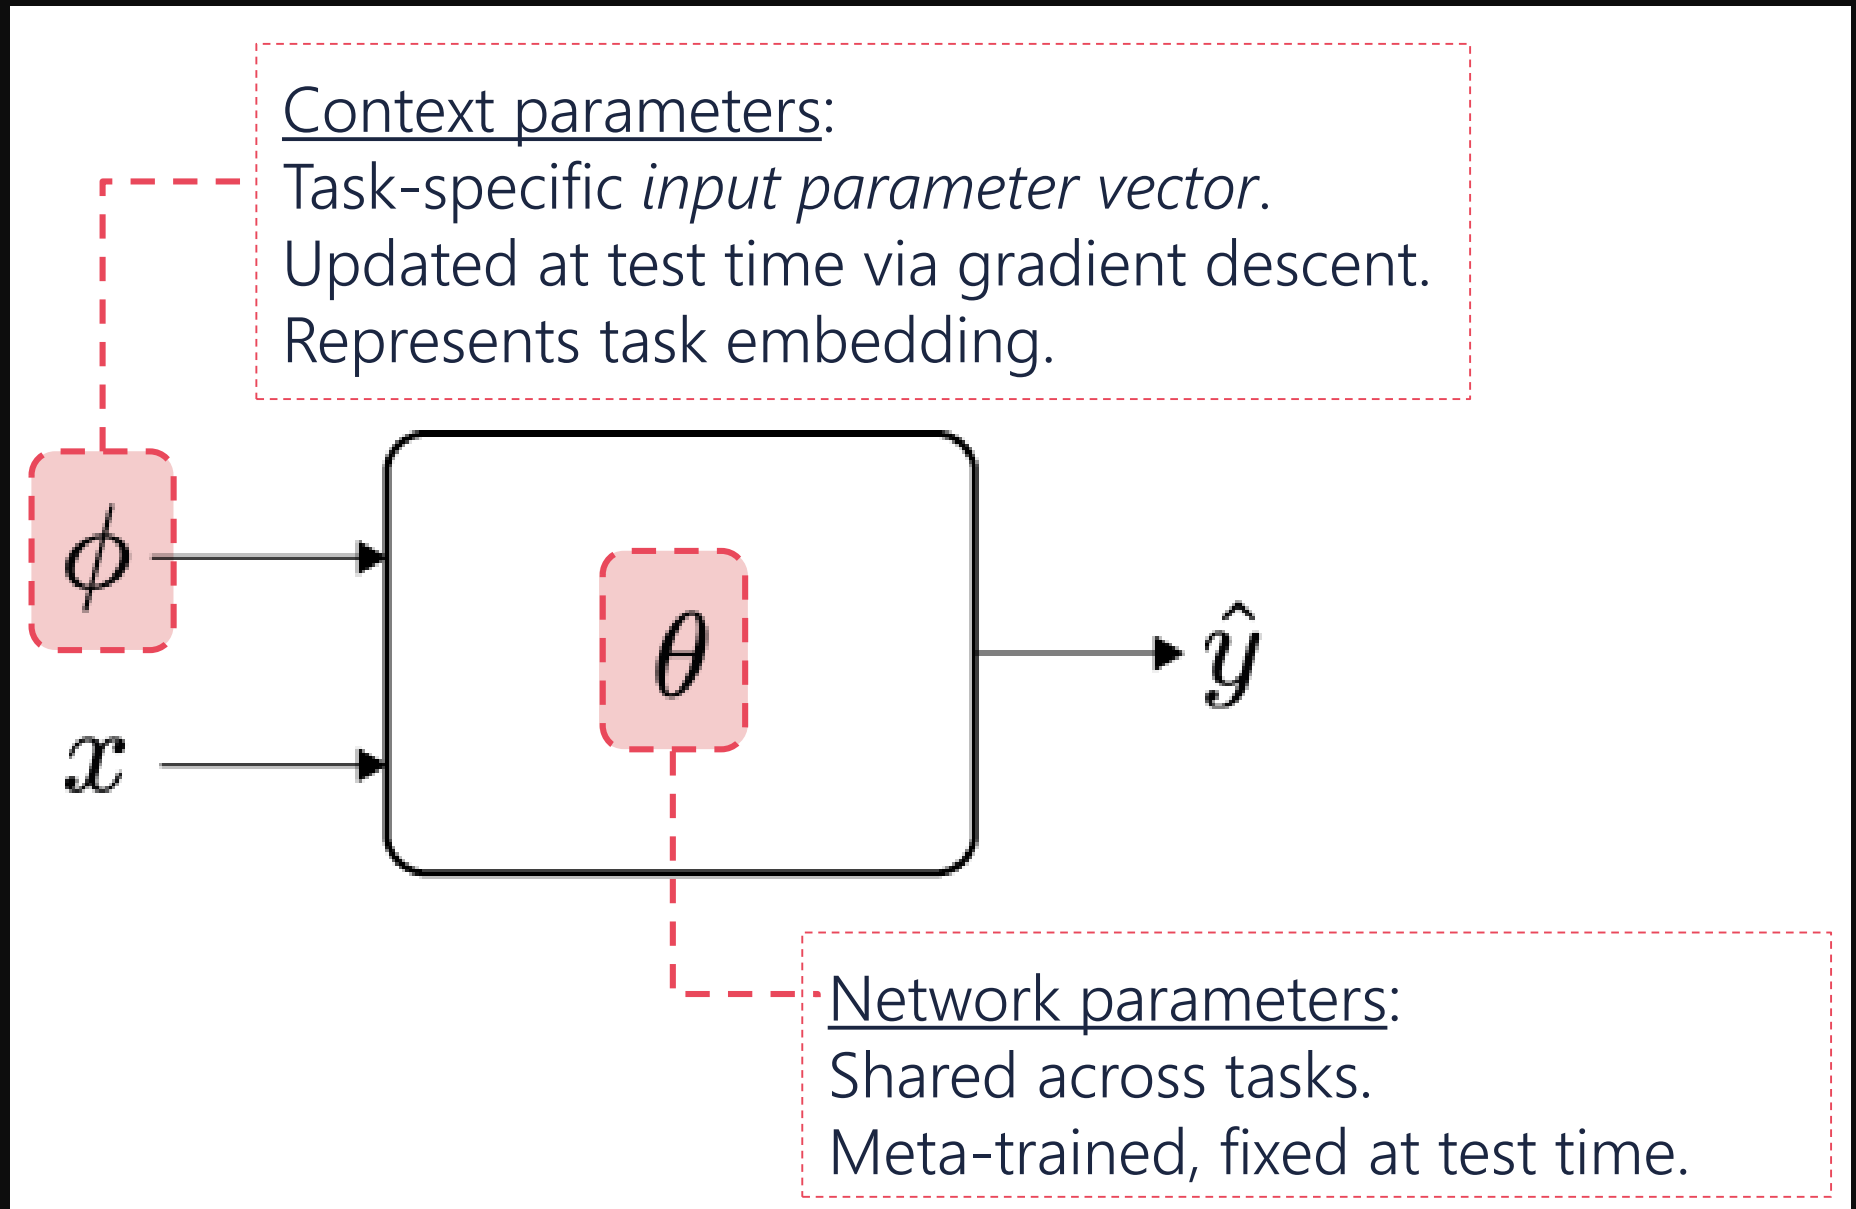 Context parameters:
Task-specific input parameter vector.
Updated at test time via gradient descent.
Represents task embedding.
ϕ
θ
ŷ
x
Network parameters:
Shared across tasks.
Meta-trained, fixed at test time.